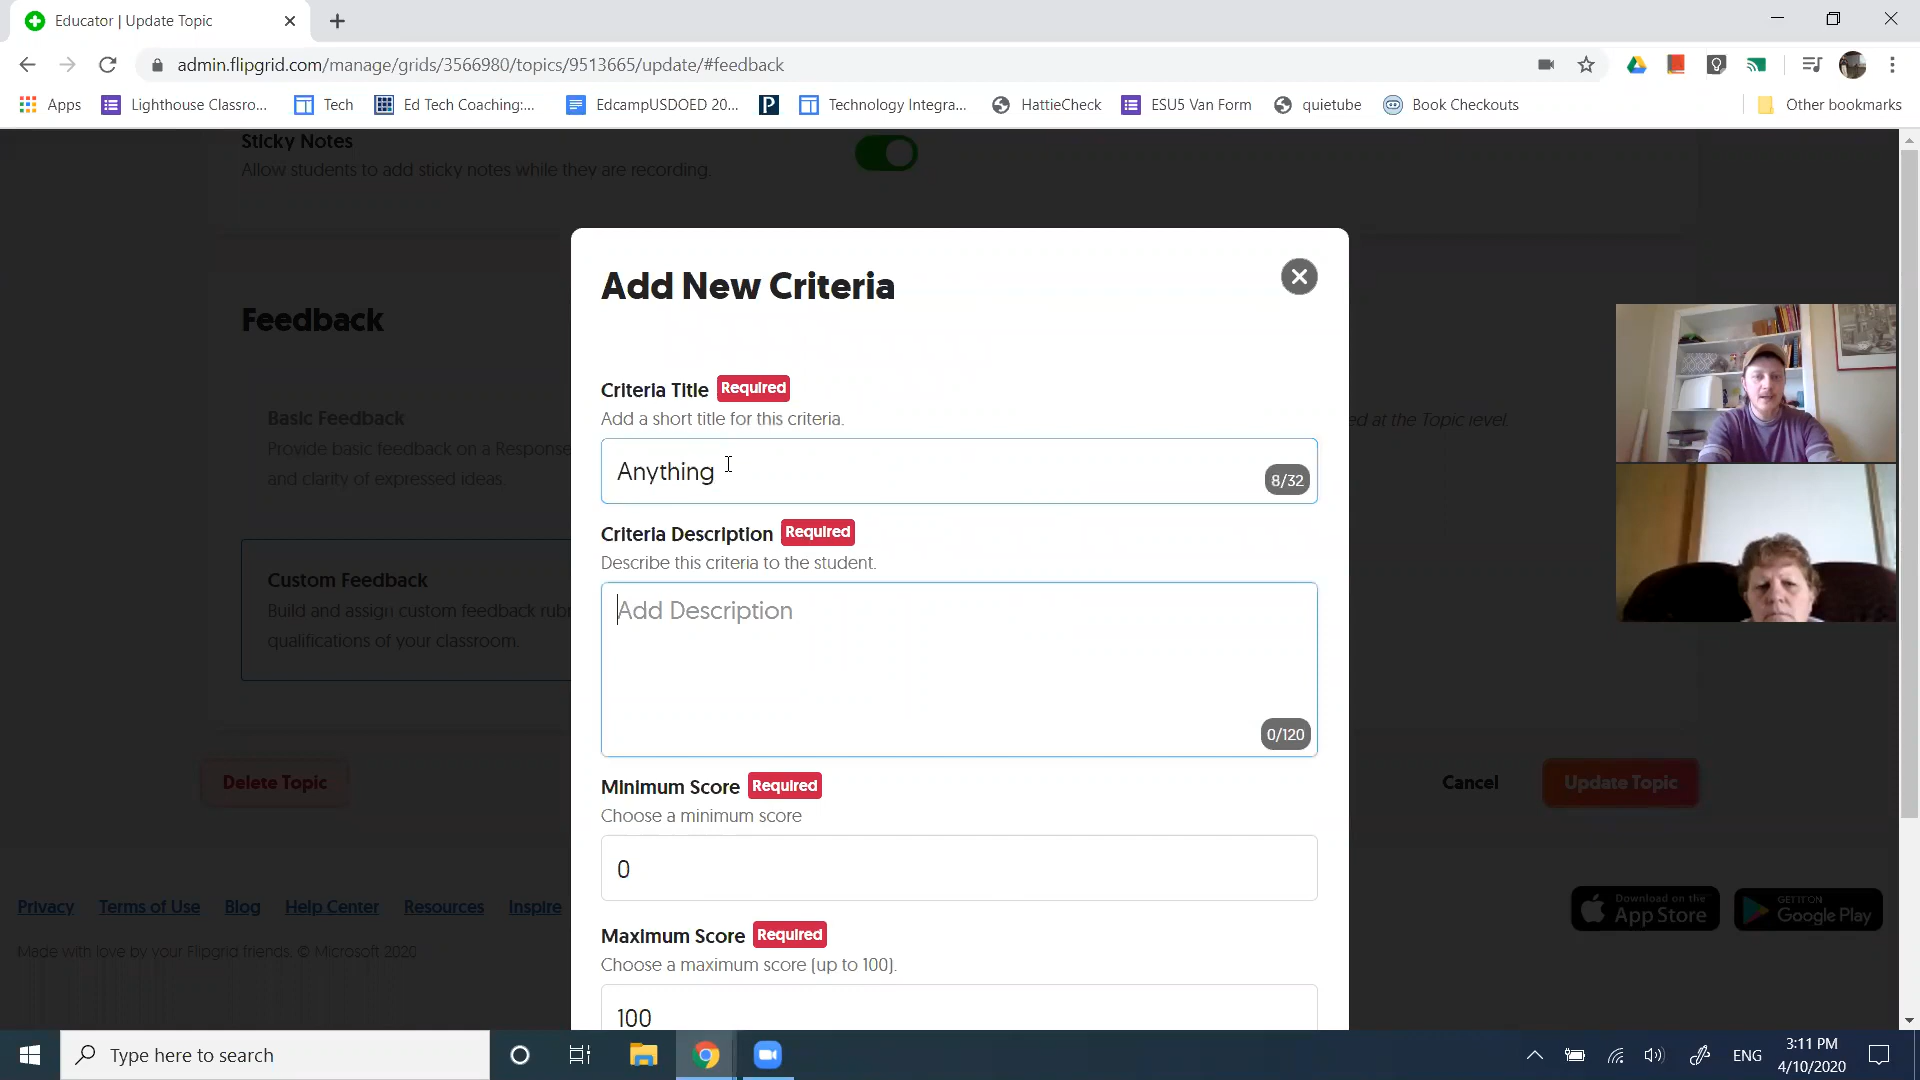 Educator | Update Topic
admin.flipgrid.com/manage/grids/3566980/topics/9513665/update/#feedback
Apps Lighthouse Classro... Tech Ed Tech Coaching:... EdcampUSDOED 20... Technology Integra... HattieCheck ESU5 Van Form quietube Book Checkouts Other bookmarks
Sticky Notes
Allow students to add sticky notes while they are recording.
Add New Criteria
Feedback
Criteria Title Required
Add a short title for this criteria.
Basic Feedback
Provide basic feedback on a Response
and clarity of expressed ideas.
ed at the Topic level.
Anything
8/32
Criteria Description Required
Describe this criteria to the student.
Custom Feedback
Build and assign custom feedback rub
qualifications of your classroom.
Add Description
0/120
Delete Topic
Cancel
Update Topic
Minimum Score Required
Choose a minimum score
0
Privacy Terms of Use Blog Help Center Resources Inspire
Download on the
App Store
GET IT ON
Google Play
Made with love by your Flipgrid friends. © Microsoft 2020
Maximum Score Required
Choose a maximum score (up to 100).
100
Type here to search
ENG
3:11 PM
4/10/2020